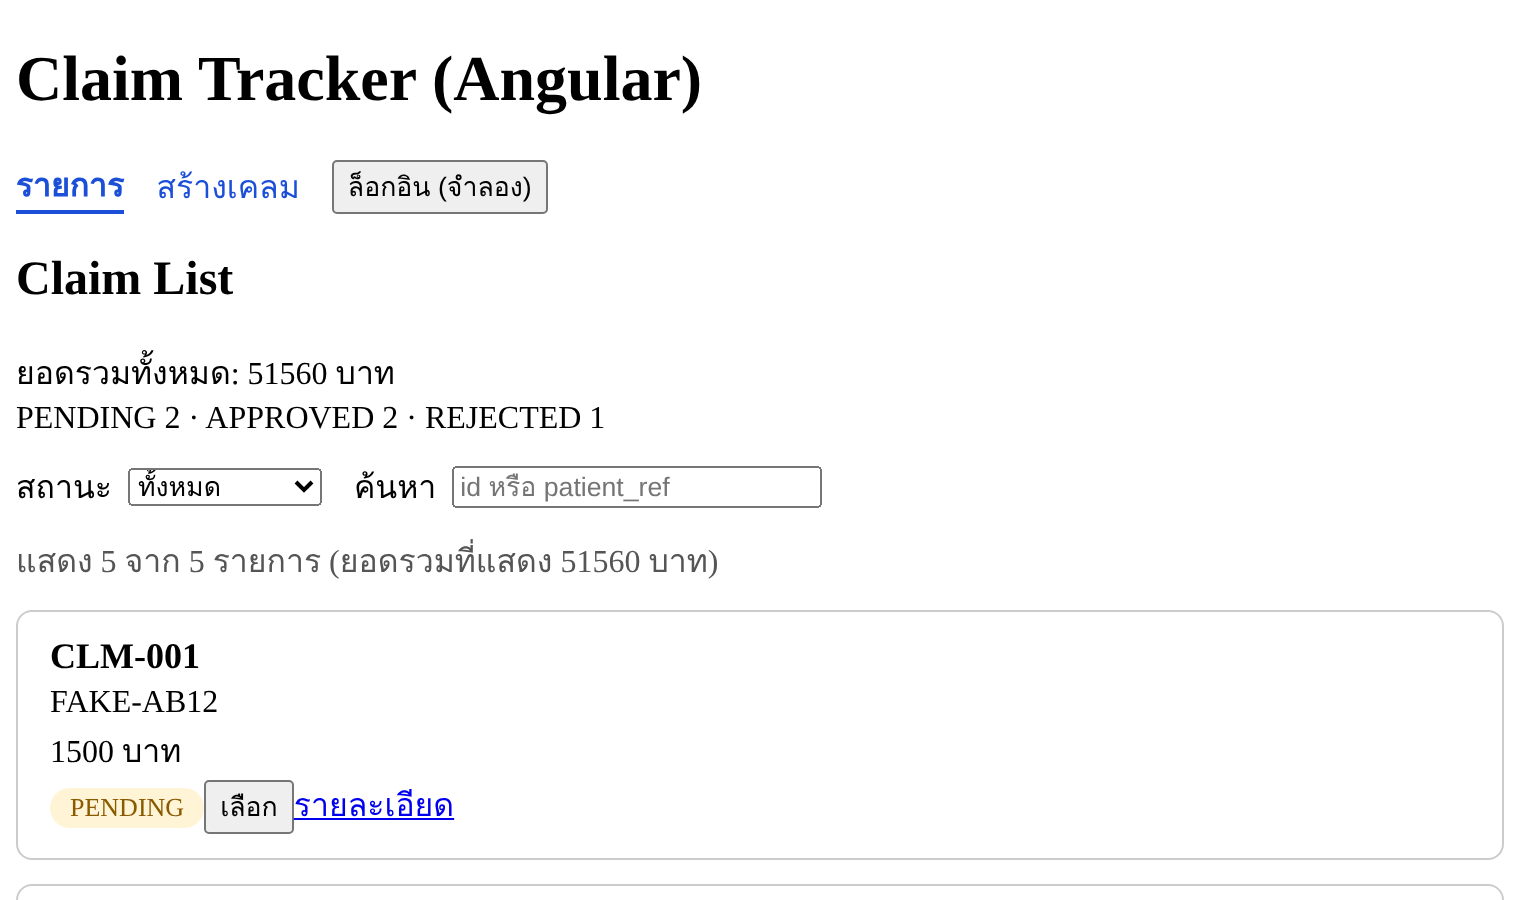 Claim Tracker (Angular)
รายการ สร้างเคลม ล็อกอิน (จำลอง)
Claim List
ยอดรวมทั้งหมด: 51560 บาท
PENDING 2 · APPROVED 2 · REJECTED 1
สถานะ ทั้งหมด ค้นหา id หรือ patient_ref
แสดง 5 จาก 5 รายการ (ยอดรวมที่แสดง 51560 บาท)
CLM-001
FAKE-AB12
1500 บาท
PENDING เลือก รายละเอียด